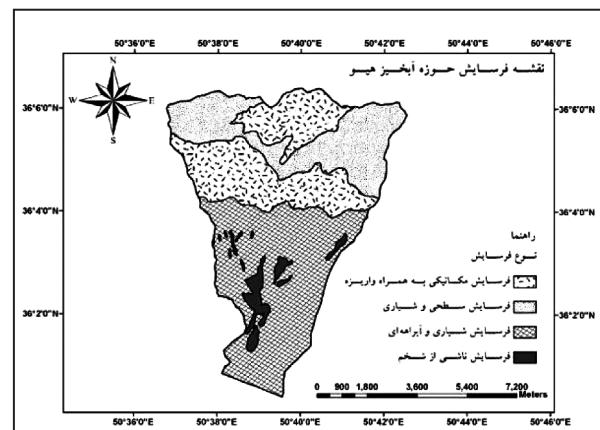 50°36'0"E 50°38'0"E 50°40'0"E 50°42'0"E 50°44'0"E 50°46'0"E
نقشه فرسایش حوزه آبخیز هیو
N
W E
S
36°6'0"N 36°6'0"N
36°4'0"N 36°4'0"N
36°2'0"N 36°2'0"N
راهنما
نوع فرسایش
فرسایش مکانیکی به همراه واریزه
فرسایش سطحی و شیاری
فرسایش شیاری و آبراهه‌ای
فرسایش ناشی از شخم
0 900 1,800 3,600 5,400 7,200
Meters
50°36'0"E 50°38'0"E 50°40'0"E 50°42'0"E 50°44'0"E 50°46'0"E